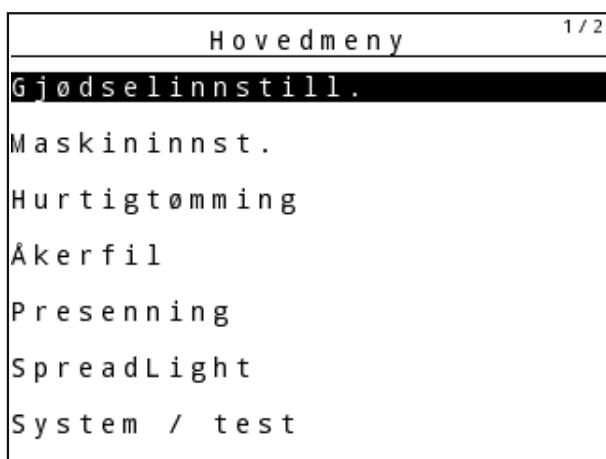 Hovedmeny 1/2
Gjødselinnstill.
Maskininnst.
Hurtigtømming
Åkerfil
Presenning
SpreadLight
System / test